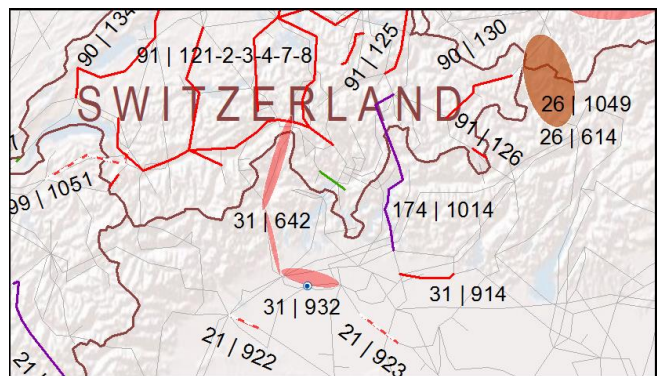 90 | 134
91 | 121-2-3-4-7-8
91 | 125
90 | 130
SWITZERLAND
26 | 1049
26 | 614
91 | 126
99 | 1051
31 | 642
174 | 1014
31 | 932
31 | 914
21 | 922
21 | 923